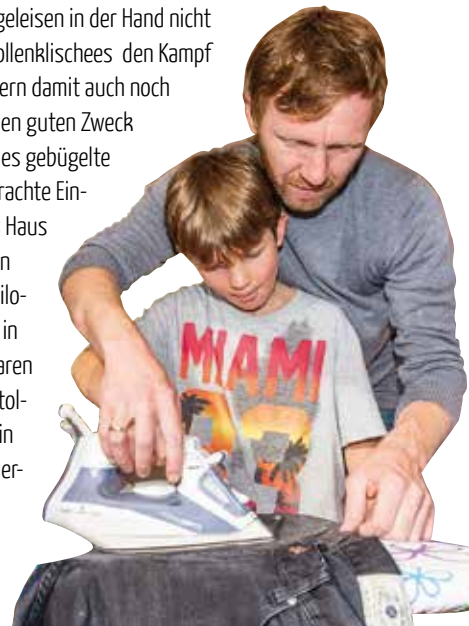 geleisen in der Hand nicht
ollenklischees den Kampf
ern damit auch noch
en guten Zweck
es gebügelte
rachte Ein-
Haus
n
ilo-
in
aren
tol-
in
er-
MIAMI